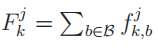 $F_k^j = \sum_{b \in \mathcal{B}} f_{k,b}^j$